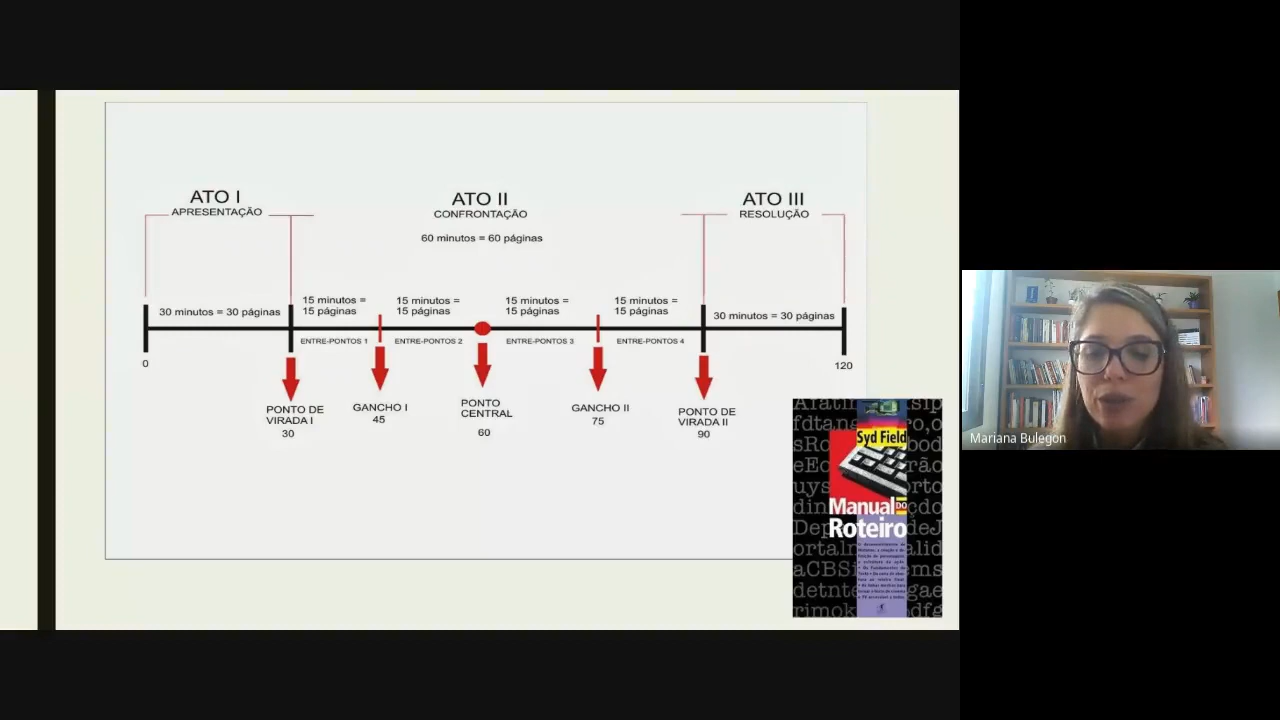 ATO I
APRESENTAÇÃO
ATO II
CONFRONTAÇÃO
60 minutos = 60 páginas
ATO III
RESOLUÇÃO
30 minutos = 30 páginas
15 minutos =
15 páginas
15 minutos =
15 páginas
15 minutos =
15 páginas
15 minutos =
15 páginas
30 minutos = 30 páginas
ENTRE-PONTOS 1
ENTRE-PONTOS 2
ENTRE-PONTOS 3
ENTRE-PONTOS 4
0
120
PONTO DE
VIRADA I
30
GANCHO I
45
PONTO
CENTRAL
60
GANCHO II
75
PONTO DE
VIRADA II
90
Syd Field
Manual DO
Roteiro
Mariana Bulegon